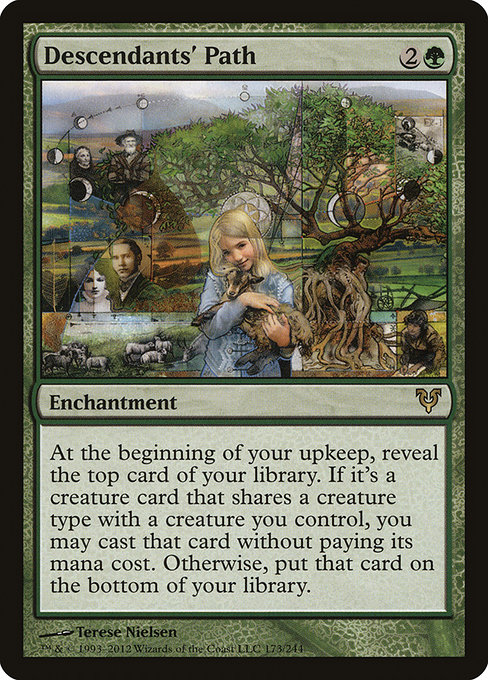 Descendants' Path 2
Enchantment
At the beginning of your upkeep, reveal
the top card of your library. If it's a
creature card that shares a creature
type with a creature you control, you
may cast that card without paying its
mana cost. Otherwise, put that card on
the bottom of your library.
Terese Nielsen
™ & © 1993–2012 Wizards of the Coast LLC 173/244